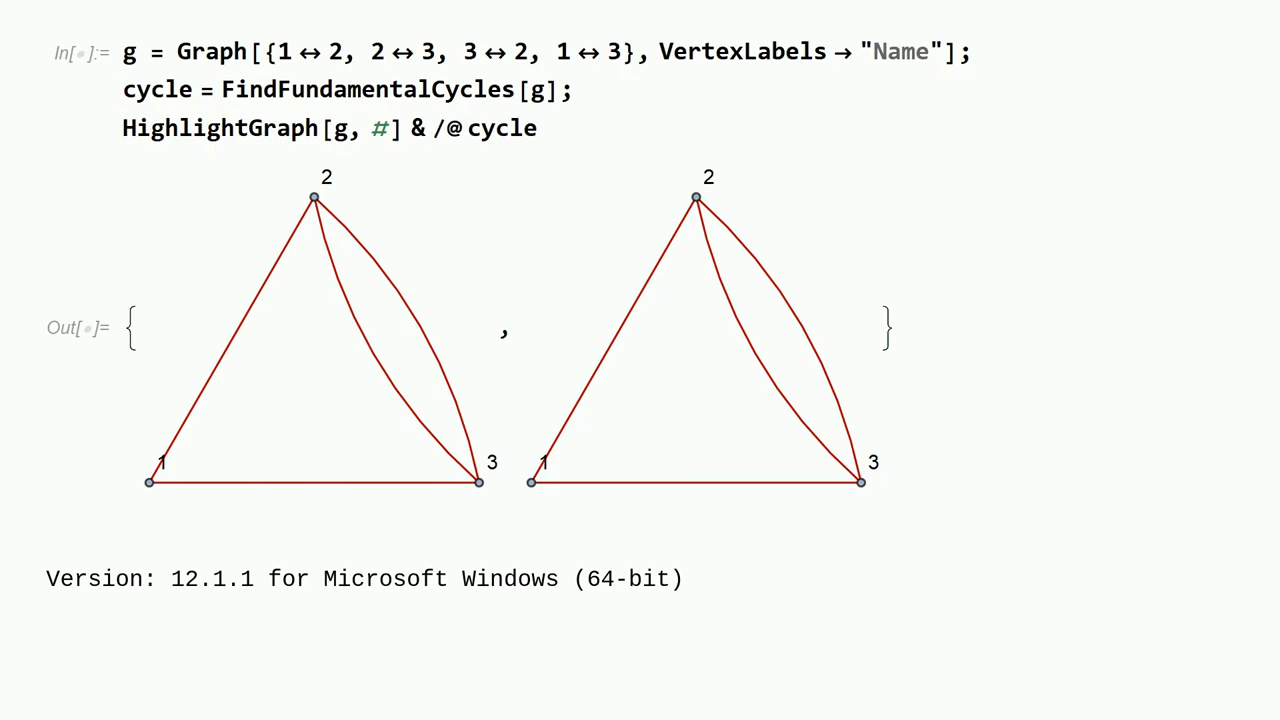 In[•]:= g = Graph[{1 ↔ 2, 2 ↔ 3, 3 ↔ 2, 1 ↔ 3}, VertexLabels → "Name"];
cycle = FindFundamentalCycles[g];
HighlightGraph[g, #] & /@ cycle
2 2
Out[•]= { , }
1 3 1 3
Version: 12.1.1 for Microsoft Windows (64-bit)